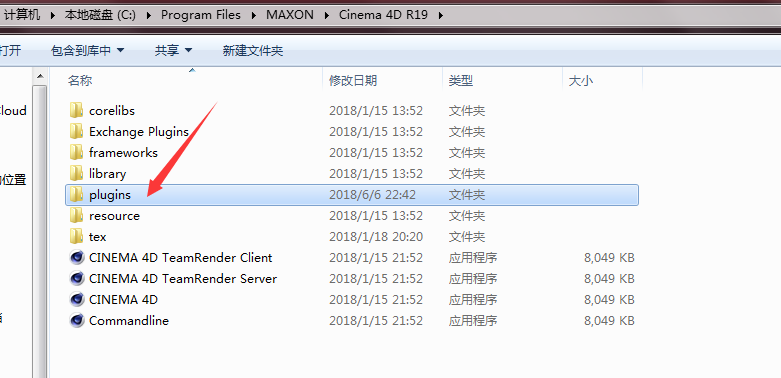 计算机 ▸ 本地磁盘 (C:) ▸ Program Files ▸ MAXON ▸ Cinema 4D R19 ▸
打开 包含到库中 共享 新建文件夹
名称 修改日期 类型 大小
Cloud
的位置
corelibs 2018/1/15 13:52 文件夹
Exchange Plugins 2018/1/15 13:52 文件夹
frameworks 2018/1/15 13:52 文件夹
library 2018/1/15 13:52 文件夹
plugins 2018/6/6 22:42 文件夹
resource 2018/1/15 13:52 文件夹
tex 2018/1/18 20:20 文件夹
CINEMA 4D TeamRender Client 2018/1/15 21:52 应用程序 8,049 KB
CINEMA 4D TeamRender Server 2018/1/15 21:52 应用程序 8,049 KB
CINEMA 4D 2018/1/15 21:52 应用程序 8,049 KB
Commandline 2018/1/15 21:52 应用程序 8,049 KB